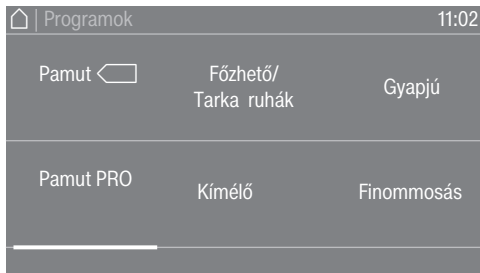 Programok 11:02
Pamut
Főzhető/
Tarka ruhák
Gyapjú
Pamut PRO
Kímélő
Finommosás